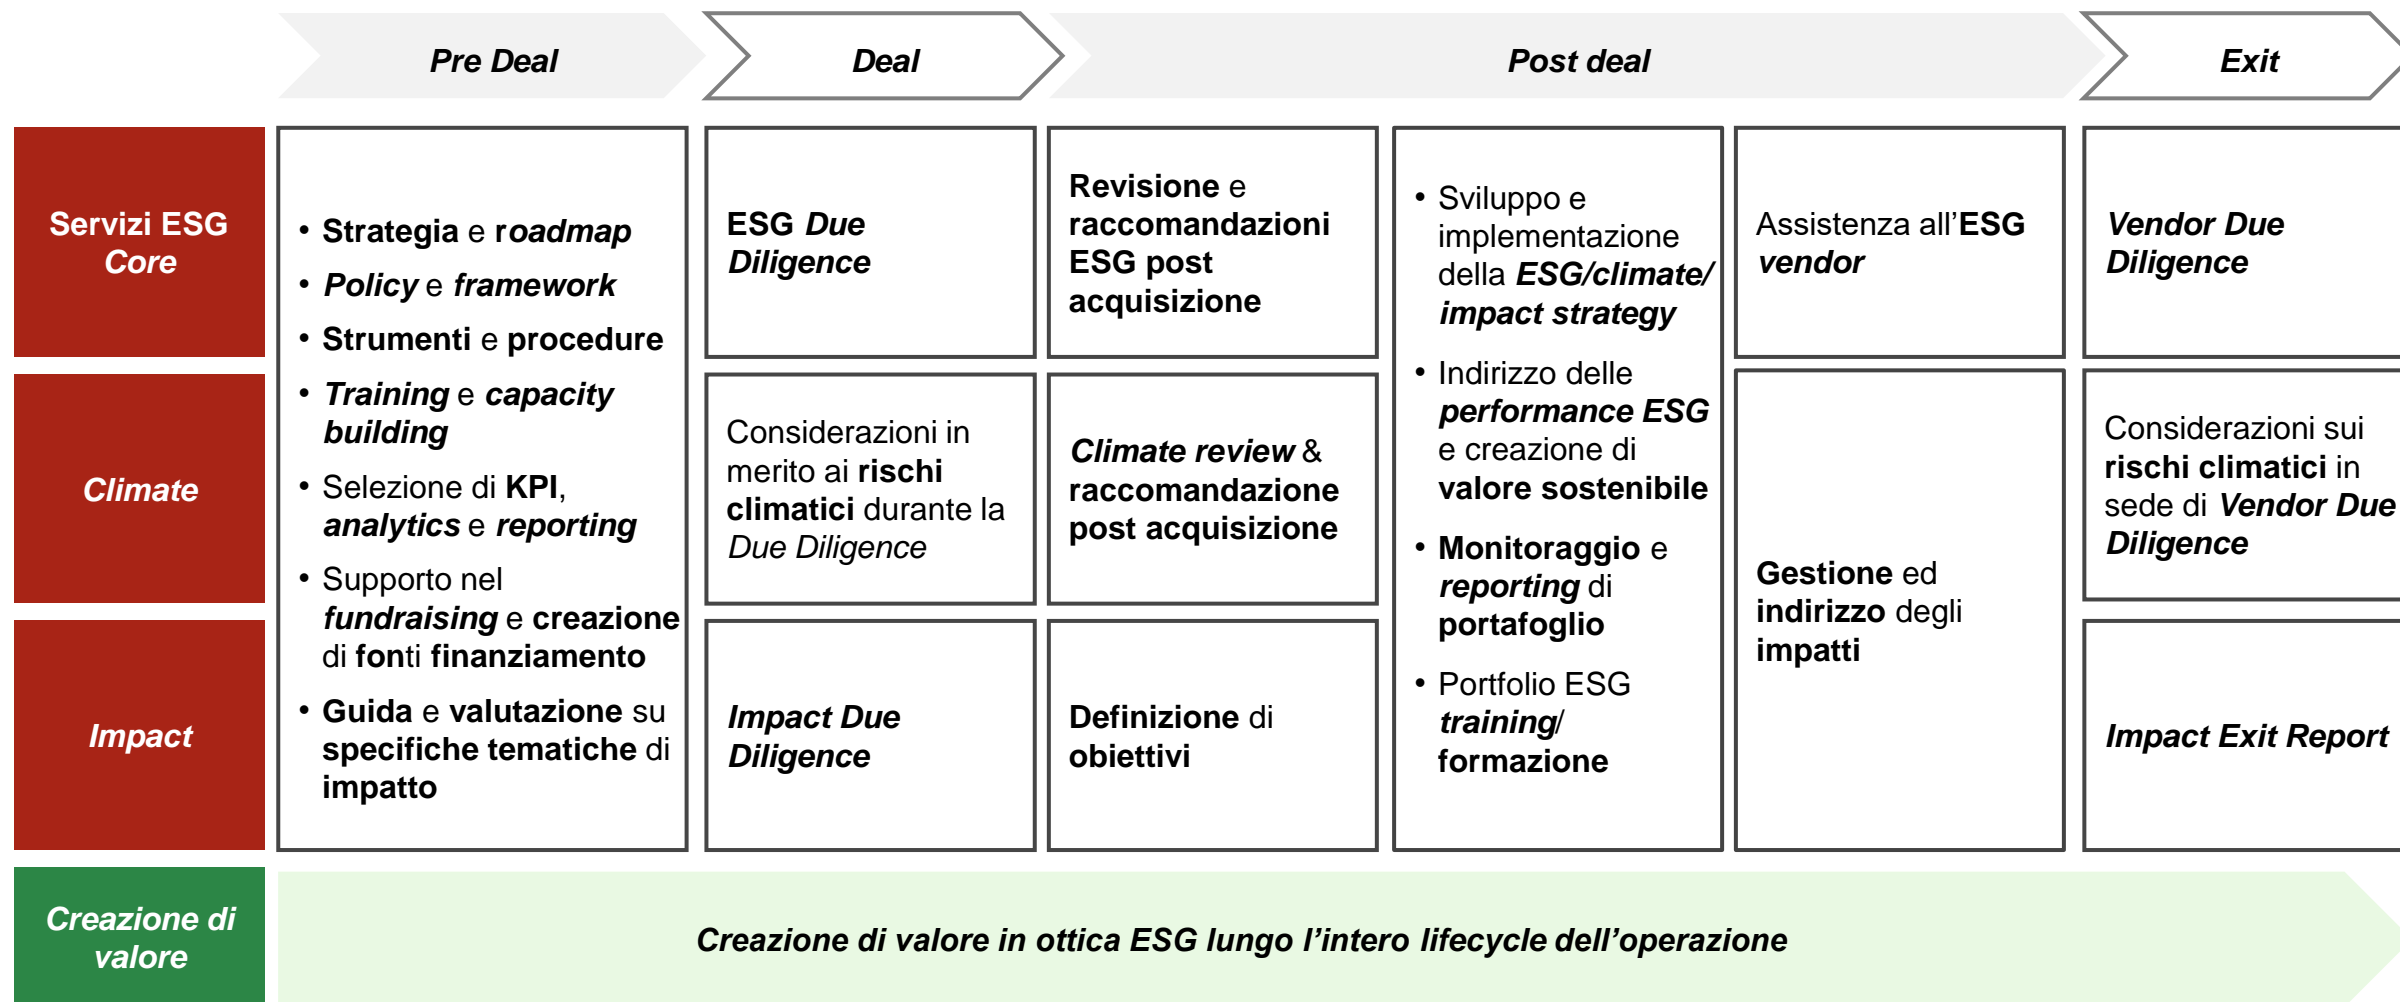 Pre Deal
Deal
Post deal
Exit
Servizi ESG
Core
• Strategia e roadmap
• Policy e framework
• Strumenti e procedure
• Training e capacity
building
• Selezione di KPI,
analytics e reporting
• Supporto nel
fundraising e creazione
di fonti finanziamento
• Guida e valutazione su
specifiche tematiche di
impatto
ESG Due
Diligence
Revisione e
raccomandazioni
ESG post
acquisizione
• Sviluppo e
implementazione
della ESG/climate/
impact strategy
• Indirizzo delle
performance ESG
e creazione di
valore sostenibile
• Monitoraggio e
reporting di
portafoglio
• Portfolio ESG
training/
formazione
Assistenza all’ESG
vendor
Vendor Due
Diligence
Climate
Considerazioni in
merito ai rischi
climatici durante la
Due Diligence
Climate review &
raccomandazione
post acquisizione
Gestione ed
indirizzo degli
impatti
Considerazioni sui
rischi climatici in
sede di Vendor Due
Diligence
Impact
Impact Due
Diligence
Definizione di
obiettivi
Impact Exit Report
Creazione di
valore
Creazione di valore in ottica ESG lungo l’intero lifecycle dell’operazione